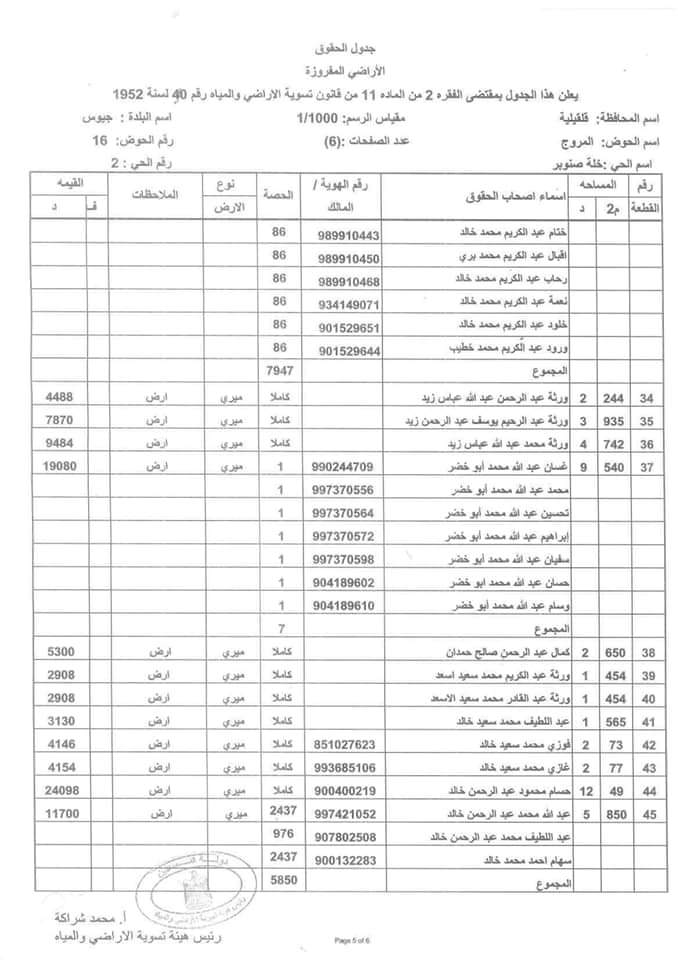 جدول الحقوق
الأراضي المفروزة
يعلن هذا الجدول بمقتضى الفقره 2 من الماده 11 من قانون تسوية الاراضي والمياه رقم 40 لسنة 1952
اسم المحافظة: قلقيلية مقياس الرسم: 1/1000 اسم البلدة : جيوس
اسم الحوض: المروج عدد الصفحات :(6) رقم الحوض: 16
اسم الحي :خلة صنوبر رقم الحي : 2
رقم القطعة المساحه م2 د اسماء اصحاب الحقوق رقم الهوية / المالك الحصة نوع الارض الملاحظات القيمه ف د
ختام عبد الكريم محمد خالد 989910443 86
اقبال عبد الكريم محمد بري 989910450 86
رحاب عبد الكريم محمد خالد 989910468 86
نعمة عبد الكريم محمد خالد 934149071 86
خلود عبد الكريم محمد خالد 901529651 86
ورود عبد الكريم محمد خطيب 901529644 86
المجموع 7947
34 244 2 ورثة عبد الرحمن عبد الله عباس زيد كاملا ميري ارض 4488
35 935 3 ورثة عبد الرحيم يوسف عبد الرحمن زيد كاملا ميري ارض 7870
36 742 4 ورثة محمد عبد الله عباس زيد كاملا ميري ارض 9484
37 540 9 غسان عبد الله محمد أبو خضر 990244709 1 ميري ارض 19080
محمد عبد الله محمد أبو خضر 997370556 1
تحسين عبد الله محمد أبو خضر 997370564 1
إبراهيم عبد الله محمد أبو خضر 997370572 1
سفيان عبد الله محمد أبو خضر 997370598 1
حسان عبد الله محمد أبو خضر 904189602 1
وسام عبد الله محمد أبو خضر 904189610 1
المجموع 7
38 650 2 كمال عبد الرحمن صالح حمدان كاملا ميري ارض 5300
39 454 1 ورثة عبد الكريم محمد سعيد اسعد كاملا ميري ارض 2908
40 454 1 ورثة عبد القادر محمد سعيد الاسعد كاملا ميري ارض 2908
41 565 1 عبد اللطيف محمد سعيد خالد كاملا ميري ارض 3130
42 73 2 فوزي محمد سعيد خالد 851027623 كاملا ميري ارض 4146
43 77 2 غازي محمد سعيد خالد 993685106 كاملا ميري ارض 4154
44 49 12 حسام محمود عبد الرحمن خالد 900400219 كاملا ميري ارض 24098
45 850 5 عبد الله محمد عبد الرحمن خالد 997421052 2437 ميري ارض 11700
عبد اللطيف محمد عبد الرحمن خالد 907802508 976
سهام احمد محمد خالد 900132283 2437
المجموع 5850
دولة فلسطين
أ. محمد شراكة
رئيس هيئة تسوية الاراضي والمياه
Page 5 of 6